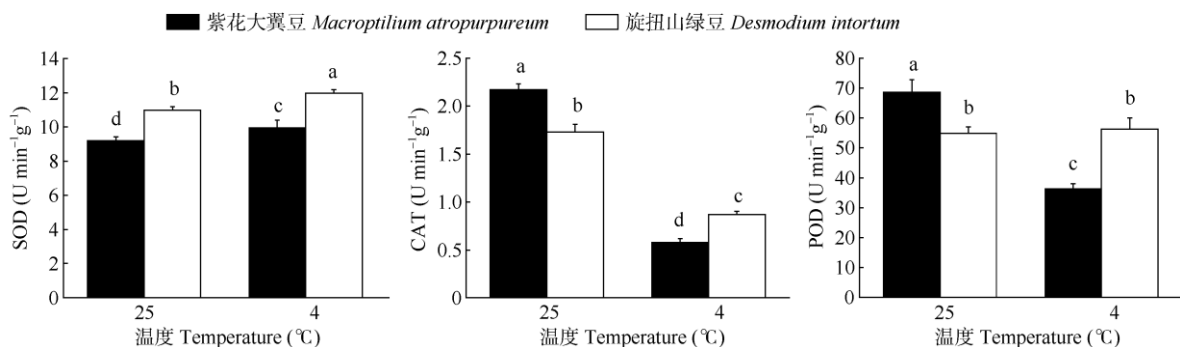 紫花大翼豆 Macroptilium atropurpureum
旋扭山绿豆 Desmodium intortum
SOD (U min⁻¹g⁻¹)
14
12
10
8
6
4
2
0
d
b
c
a
25
4
温度 Temperature (℃)
CAT (U min⁻¹g⁻¹)
2.5
2.0
1.5
1.0
0.5
0
a
b
d
c
25
4
温度 Temperature (℃)
POD (U min⁻¹g⁻¹)
80
70
60
50
40
30
20
10
0
a
b
c
b
25
4
温度 Temperature (℃)